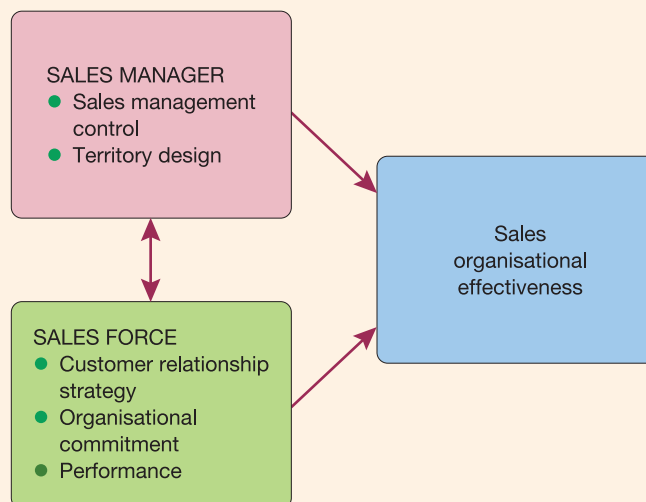 SALES MANAGER
● Sales management
control
● Territory design
Sales
organisational
effectiveness
SALES FORCE
● Customer relationship
strategy
● Organisational
commitment
● Performance